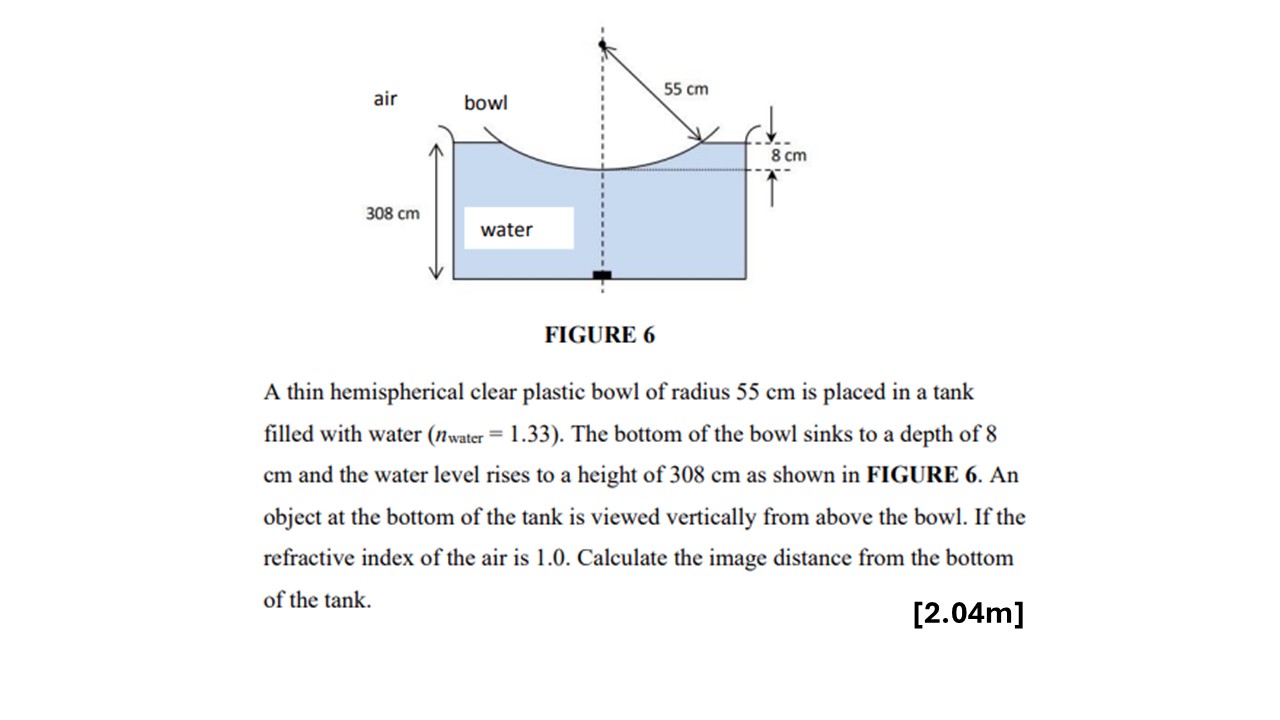 55 cm
air
bowl
8 cm
308 cm
water
FIGURE 6
A thin hemispherical clear plastic bowl of radius 55 cm is placed in a tank
filled with water (nwater = 1.33). The bottom of the bowl sinks to a depth of 8
cm and the water level rises to a height of 308 cm as shown in FIGURE 6. An
object at the bottom of the tank is viewed vertically from above the bowl. If the
refractive index of the air is 1.0. Calculate the image distance from the bottom
of the tank.
[2.04m]